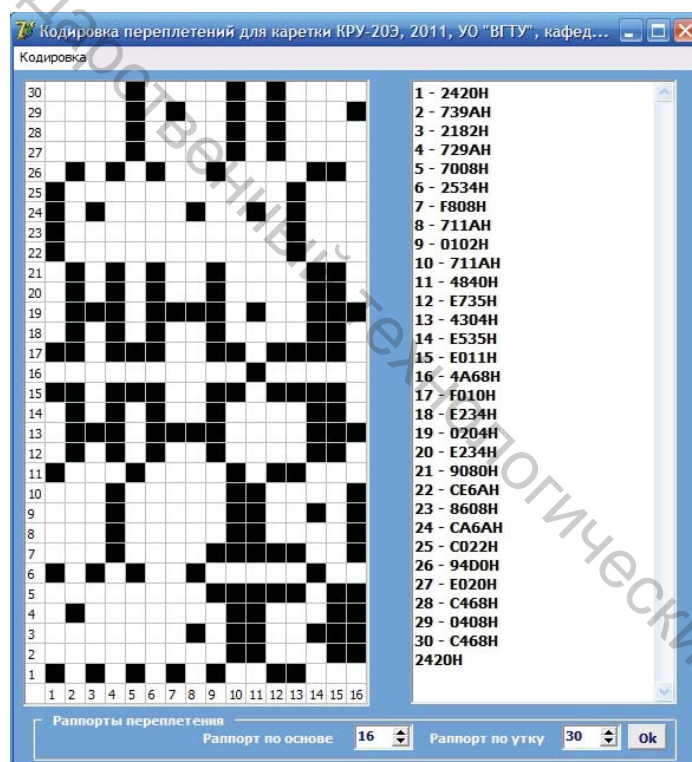 Кодировка переплетений для каретки КРУ-20Э, 2011, УО "ВГТУ", кафед...
Кодировка
30
29
28
27
26
25
24
23
22
21
20
19
18
17
16
15
14
13
12
11
10
9
8
7
6
5
4
3
2
1
1 2 3 4 5 6 7 8 9 10 11 12 13 14 15 16
1 - 2420H
2 - 739AH
3 - 2182H
4 - 729AH
5 - 7008H
6 - 2534H
7 - F808H
8 - 711AH
9 - 0102H
10 - 711AH
11 - 4840H
12 - E735H
13 - 4304H
14 - E535H
15 - E011H
16 - 4A68H
17 - F010H
18 - E234H
19 - 0204H
20 - E234H
21 - 9080H
22 - CE6AH
23 - 8608H
24 - CA6AH
25 - C022H
26 - 94D0H
27 - E020H
28 - C468H
29 - 0408H
30 - C468H
2420H
Раппорты переплетения
Раппорт по основе 16 Раппорт по утку 30 Ok
дарственный технологически